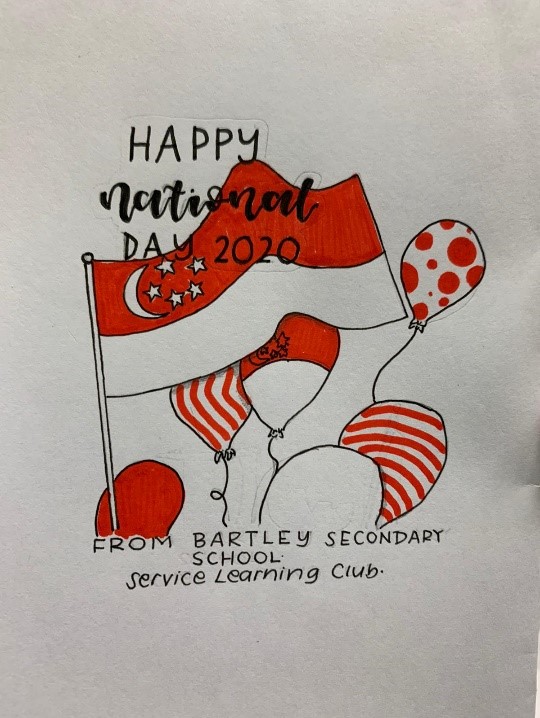 HAPPY
national
DAY 2020
FROM BARTLEY SECONDARY
SCHOOL.
Service Learning Club.